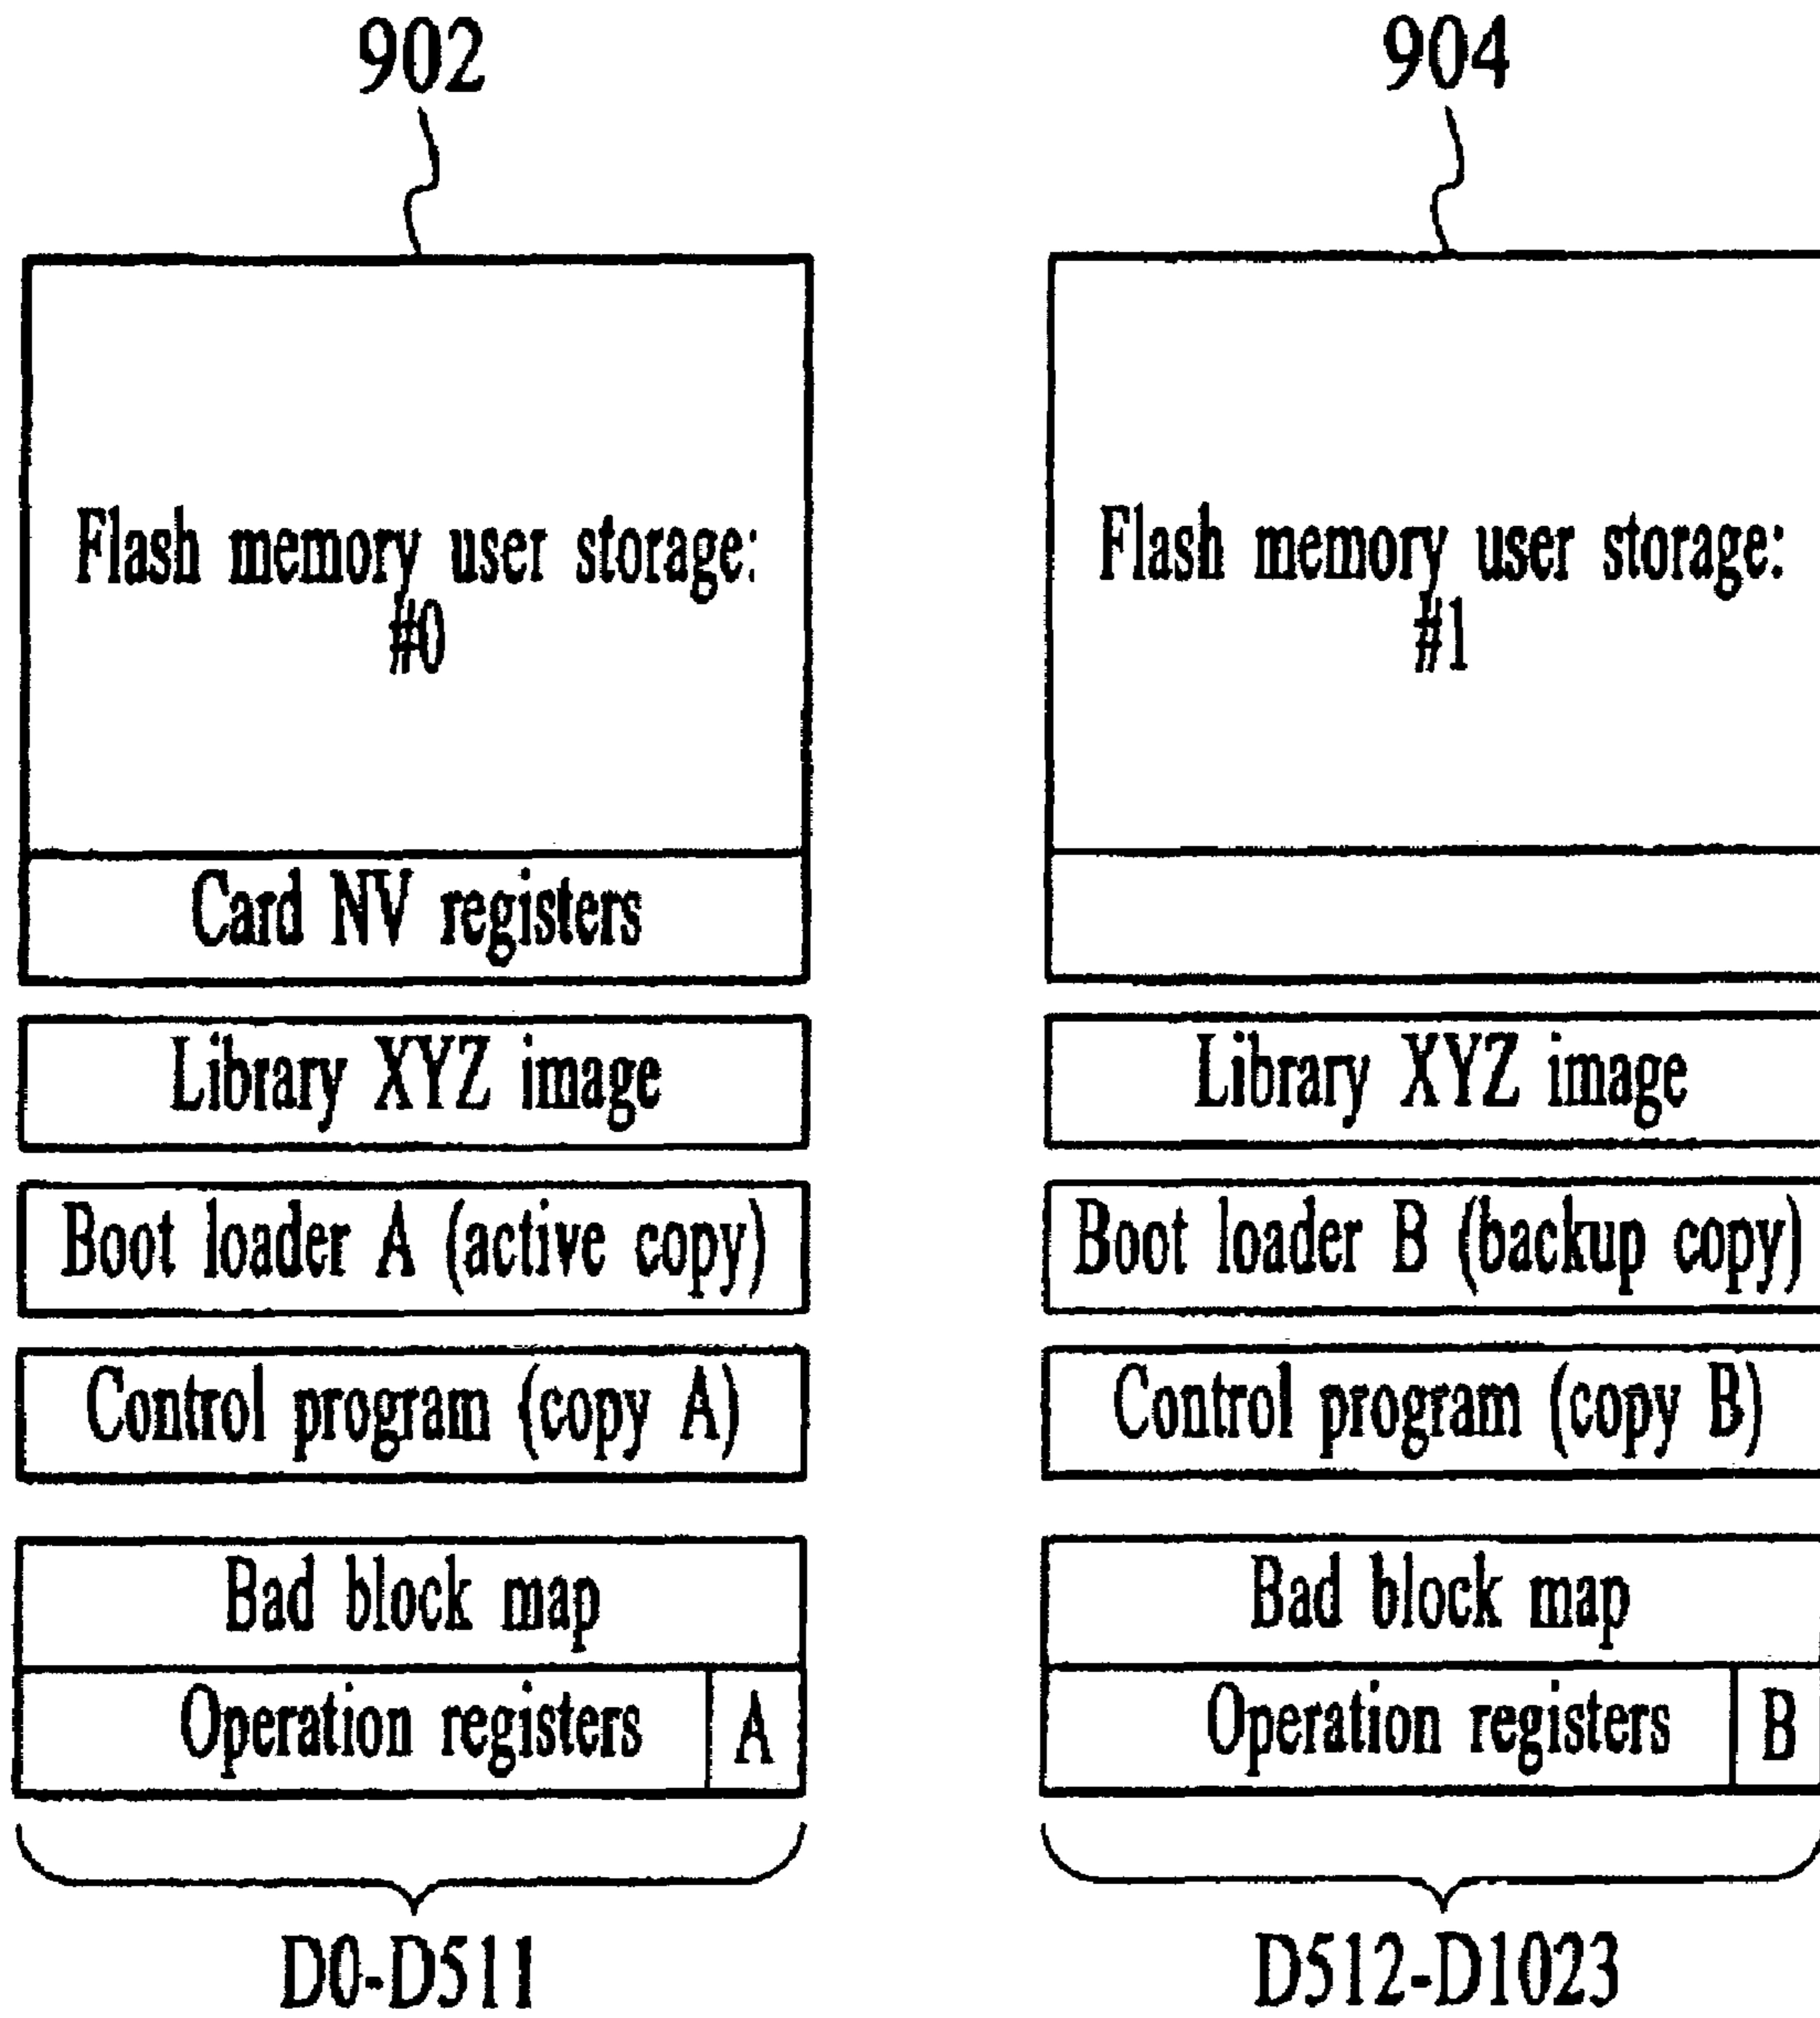 902
Flash memory user storage:
#0
Card NV registers
Library XYZ image
Boot loader A (active copy)
Control program (copy A)
Bad block map
Operation registers A
D0-D511
904
Flash memory user storage:
#1
Library XYZ image
Boot loader B (backup copy)
Control program (copy B)
Bad block map
Operation registers B
D512-D1023